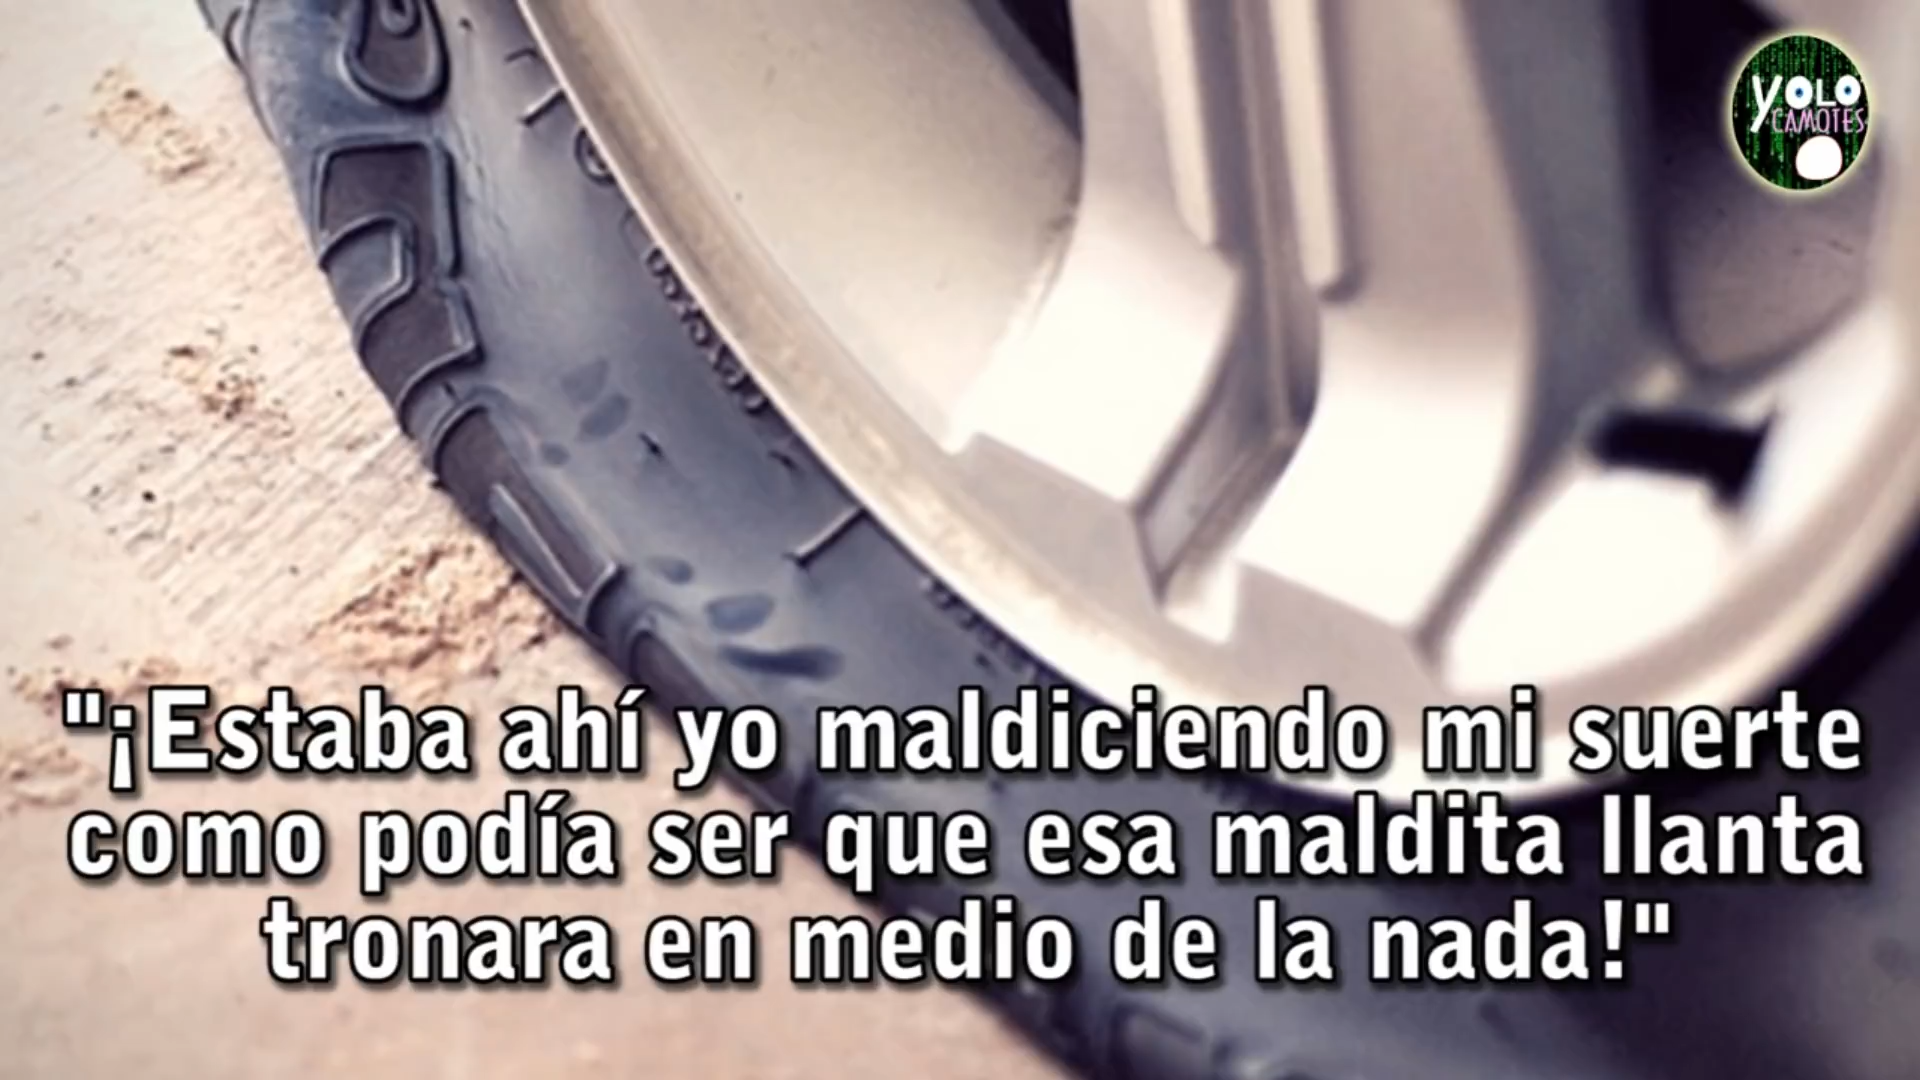 YOLO
CAMOTES
"¡Estaba ahí yo maldiciendo mi suerte
como podía ser que esa maldita llanta
tronara en medio de la nada!"